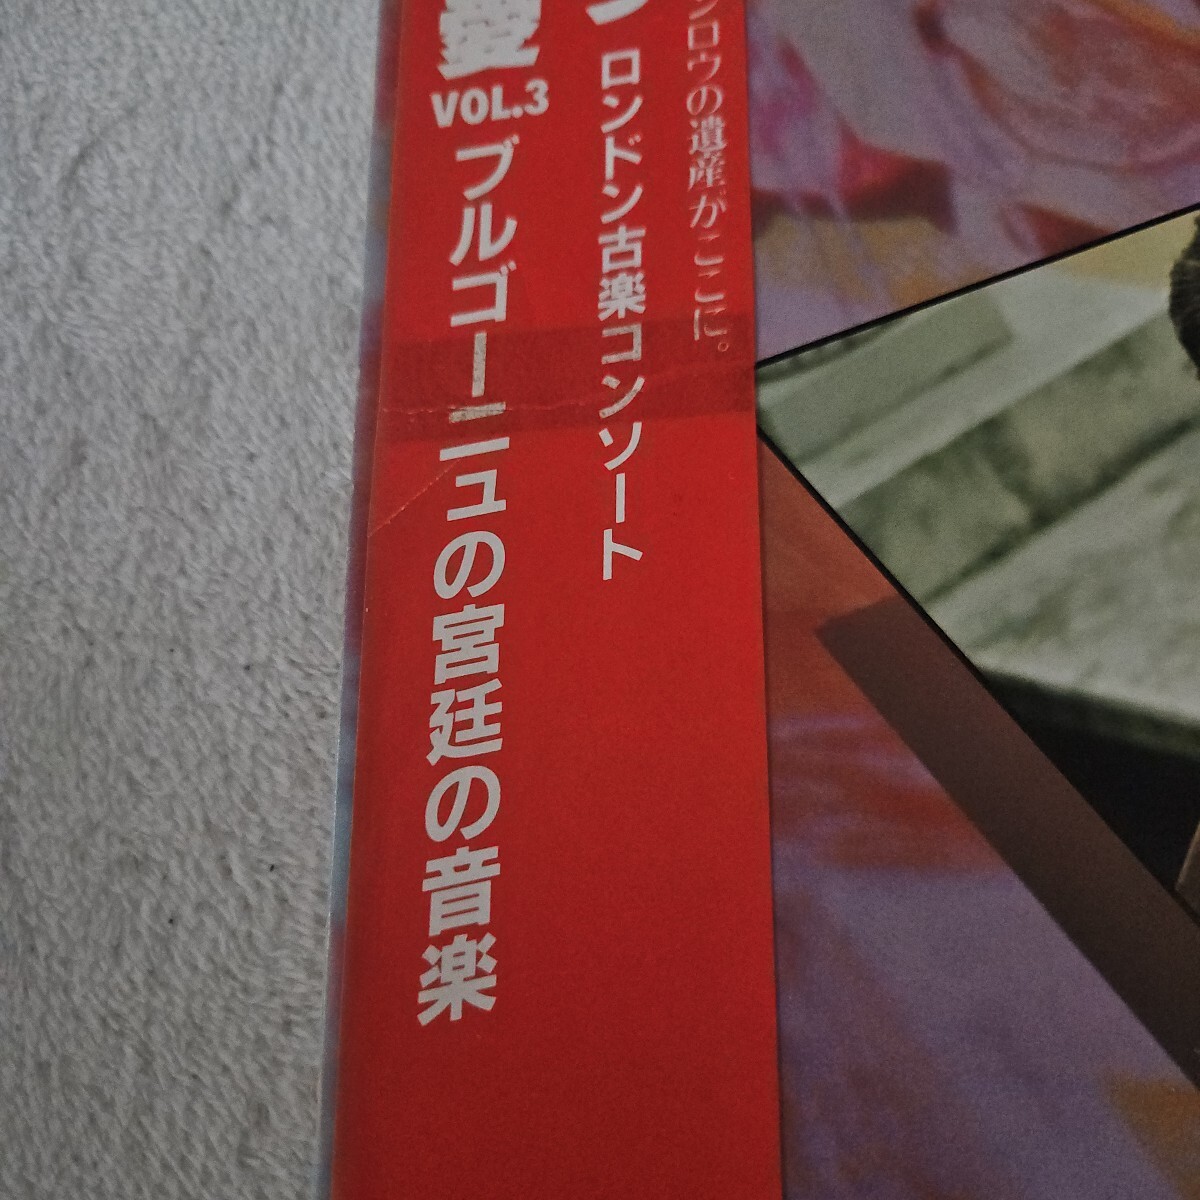 ンロウの遺産がここに。
ロンドン古楽コンソート
愛
VOL.3 ブルゴーニュの宮廷の音楽